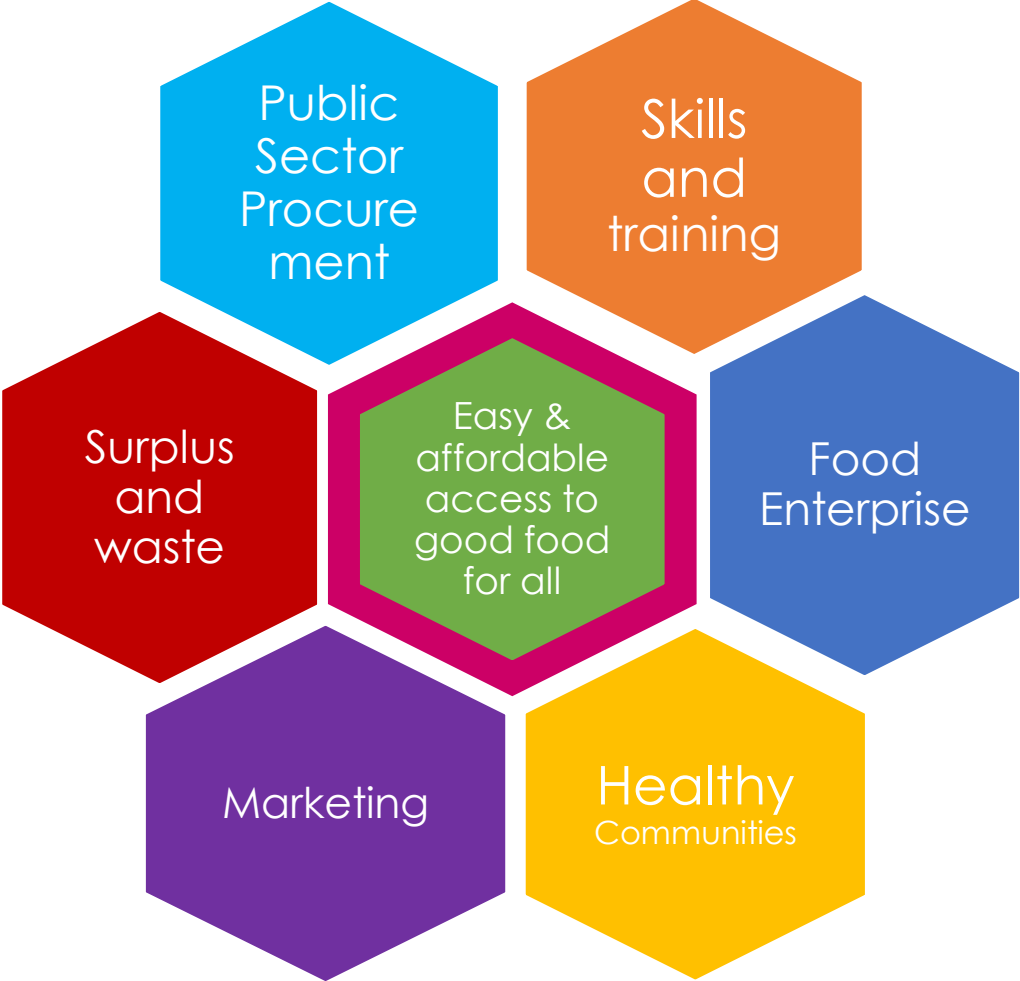 Public
Sector
Procure
ment
Skills
and
training
Surplus
and
waste
Easy &
affordable
access to
good food
for all
Food
Enterprise
Marketing
Healthy
Communities